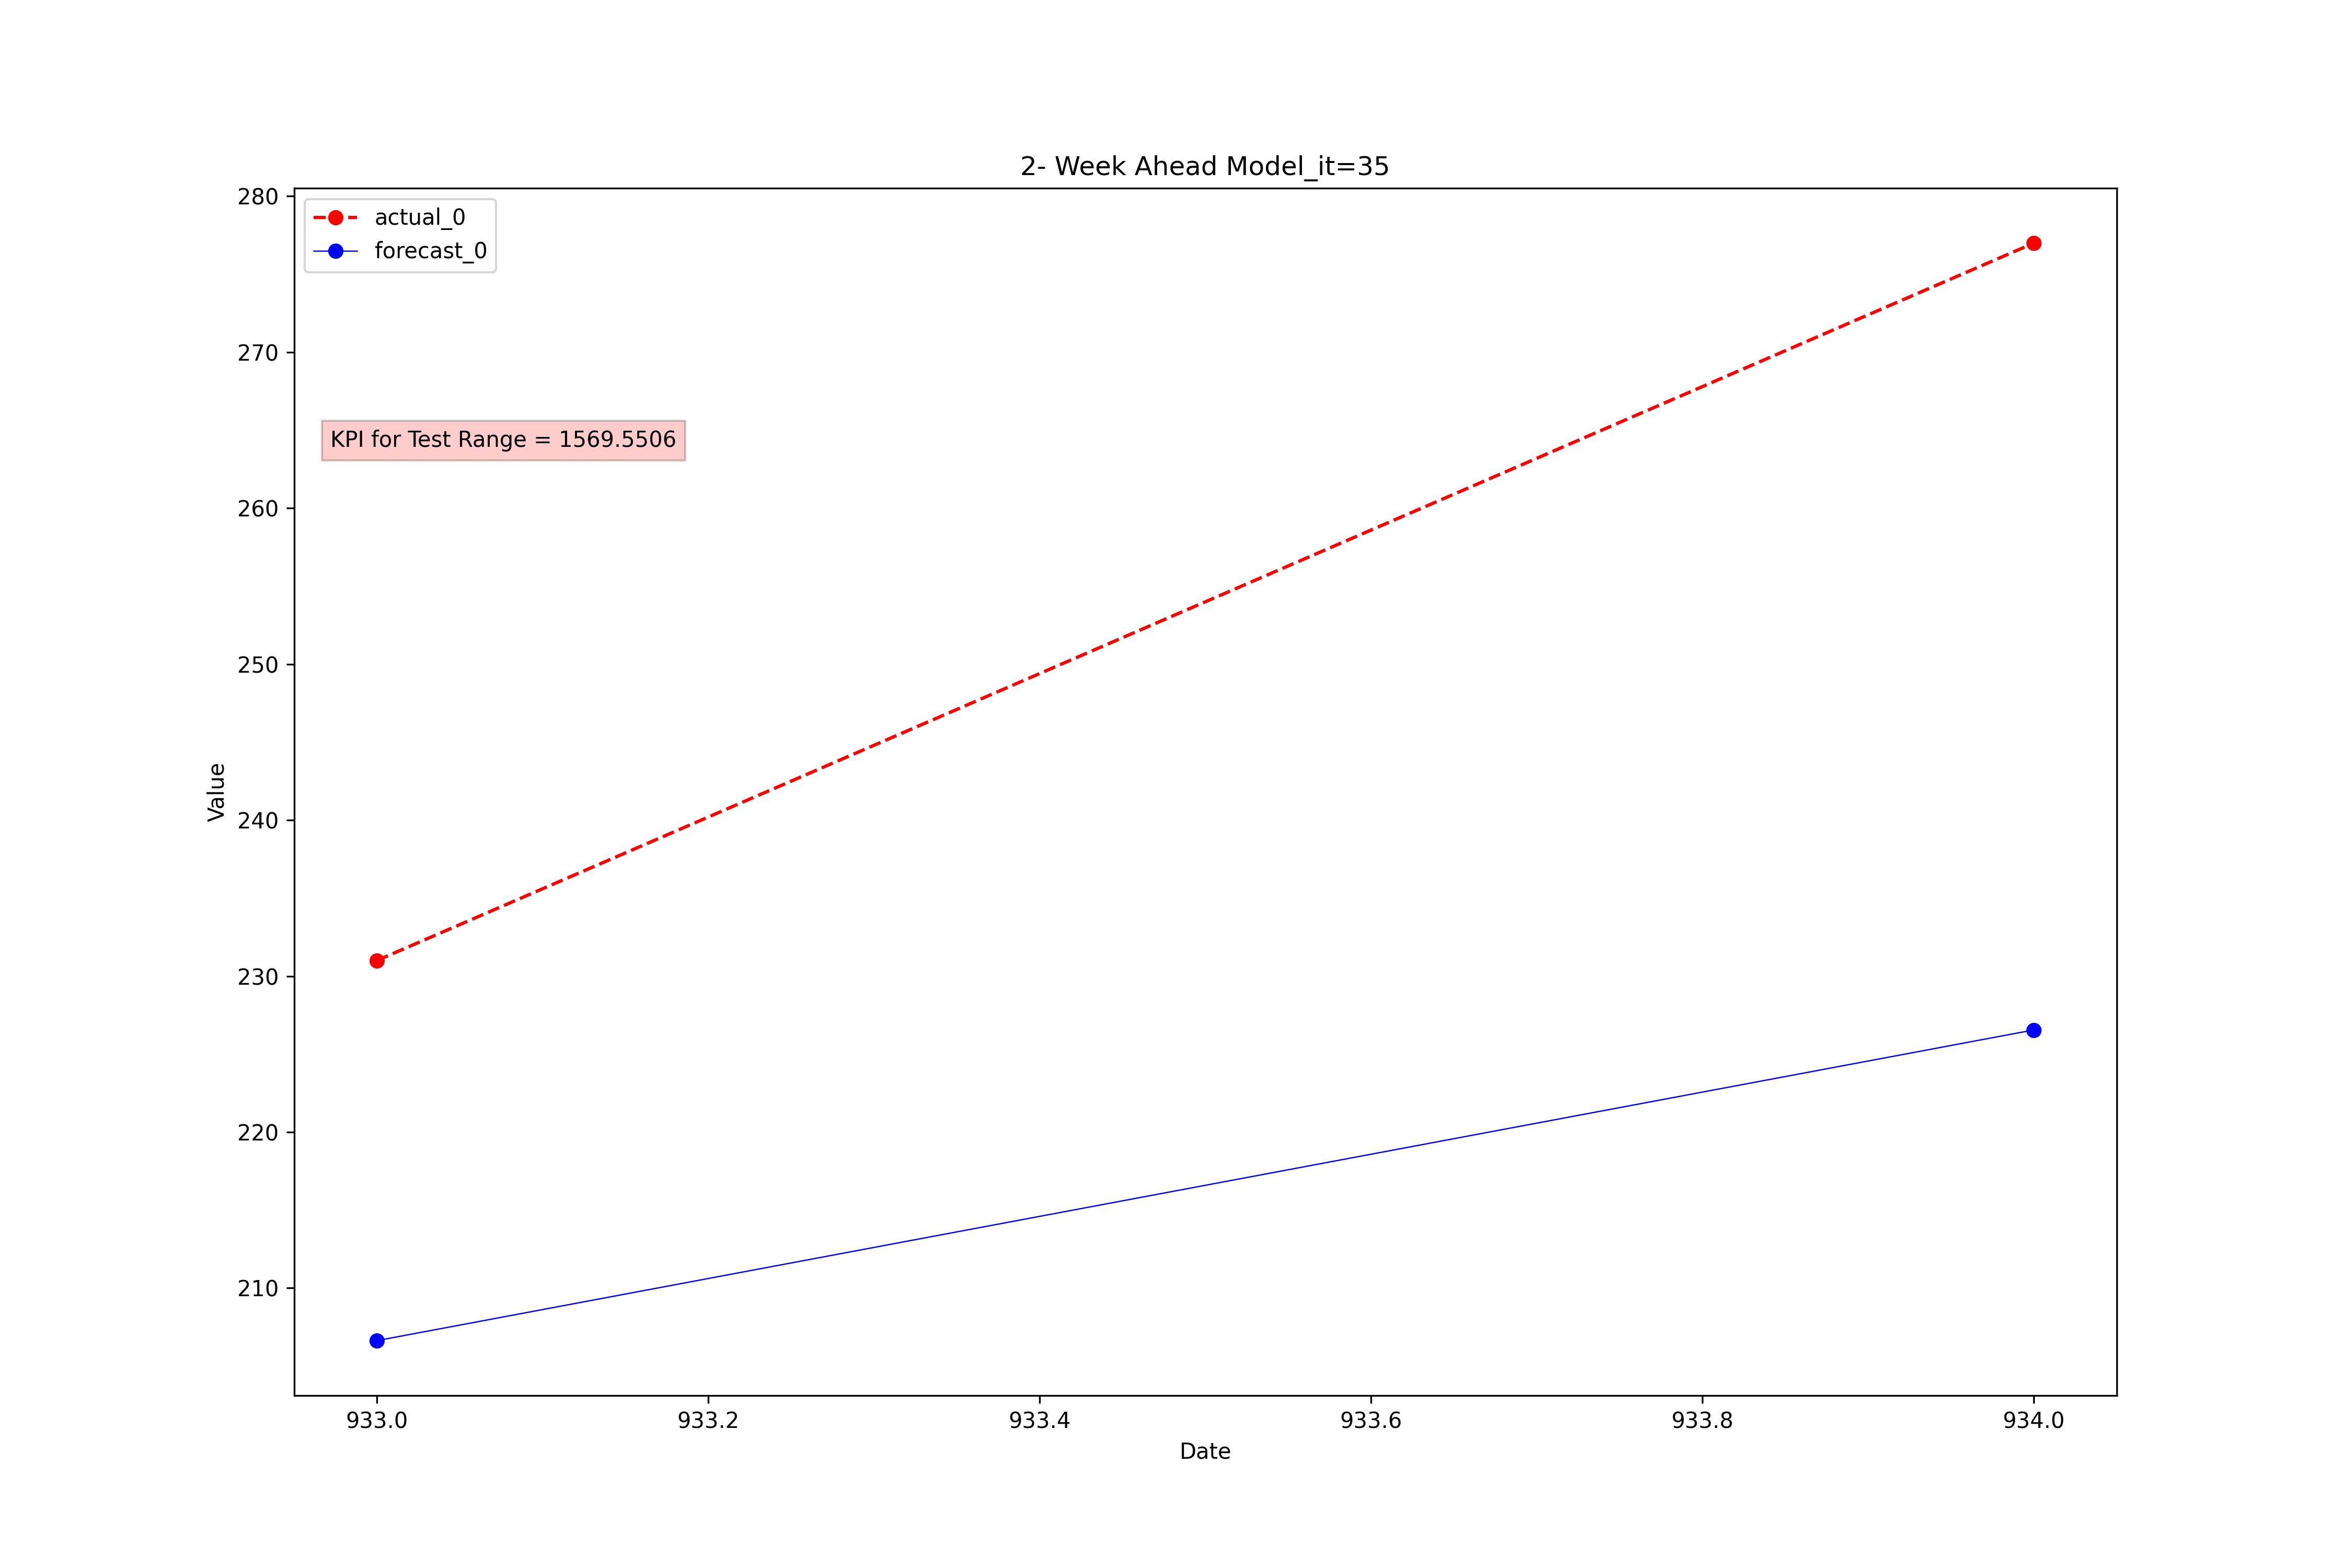 2- Week Ahead Model_it=35
actual_0
forecast_0
KPI for Test Range = 1569.5506
Value
280
270
260
250
240
230
220
210
933.0 933.2 933.4 933.6 933.8 934.0
Date